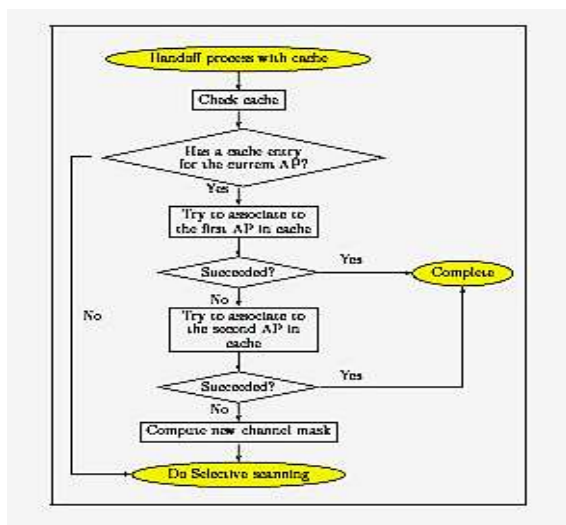 Handoff process with cache
Check cache
Has a cache entry
for the current AP?
Yes
Try to associate to
the first AP in cache
Succeeded?
Yes
Complete
No
No
Try to associate to
the second AP in
cache
Succeeded?
Yes
No
Compute new channel mask
Do Selective scanning